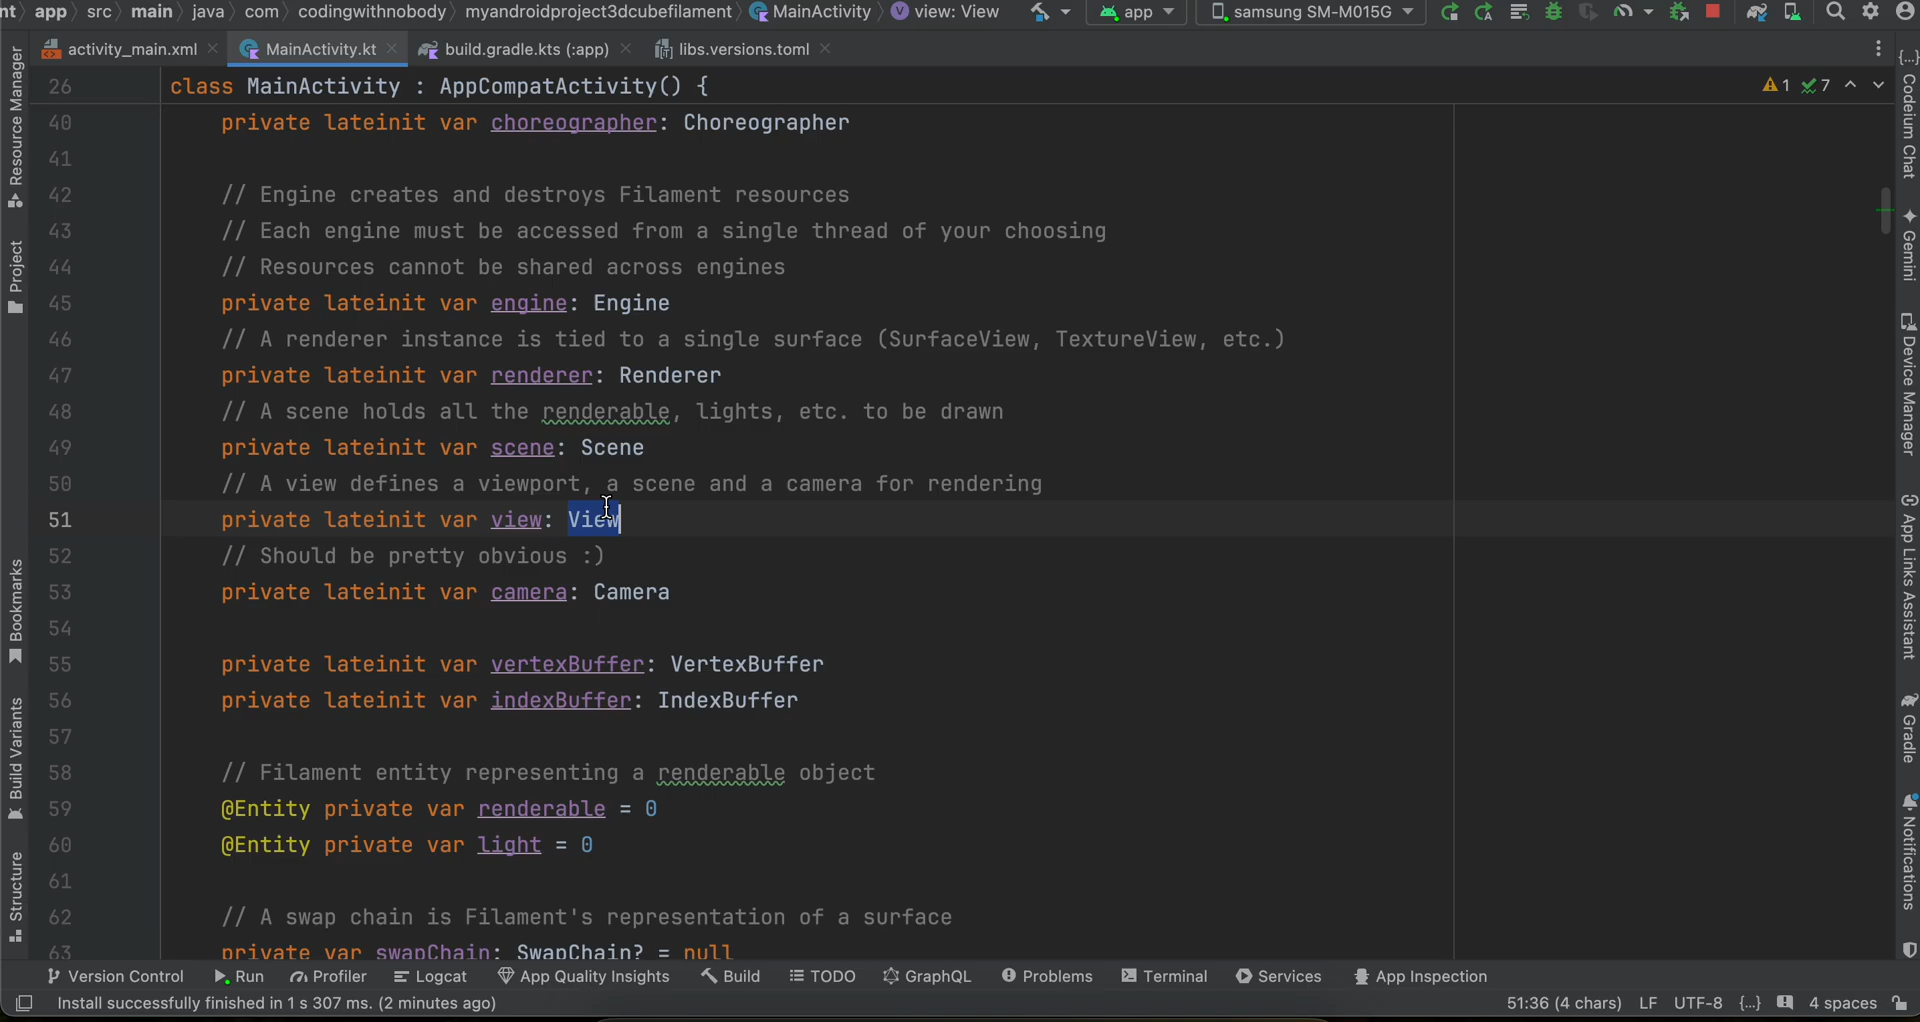 nt app src main java com codingwithnobody myandroidproject3dcubefilament MainActivity view: View app samsung SM-M015G
activity_main.xml MainActivity.kt build.gradle.kts (:app) libs.versions.toml
26 class MainActivity : AppCompatActivity() { 1 7
40 private lateinit var choreographer: Choreographer
41
42 // Engine creates and destroys Filament resources
43 // Each engine must be accessed from a single thread of your choosing
44 // Resources cannot be shared across engines
45 private lateinit var engine: Engine
46 // A renderer instance is tied to a single surface (SurfaceView, TextureView, etc.)
47 private lateinit var renderer: Renderer
48 // A scene holds all the renderable, lights, etc. to be drawn
49 private lateinit var scene: Scene
50 // A view defines a viewport, a scene and a camera for rendering
51 private lateinit var view: View
52 // Should be pretty obvious :)
53 private lateinit var camera: Camera
54
55 private lateinit var vertexBuffer: VertexBuffer
56 private lateinit var indexBuffer: IndexBuffer
57
58 // Filament entity representing a renderable object
59 @Entity private var renderable = 0
60 @Entity private var light = 0
61
62 // A swap chain is Filament's representation of a surface
63 private var swapChain: SwapChain? = null
Resource Manager
Project
Bookmarks
Build Variants
Structure
{...} Codeium Chat
Gemini
Device Manager
App Links Assistant
Gradle
Notifications
Version Control Run Profiler Logcat App Quality Insights Build TODO GraphQL Problems Terminal Services App Inspection
Install successfully finished in 1 s 307 ms. (2 minutes ago) 51:36 (4 chars) LF UTF-8 {...} 4 spaces